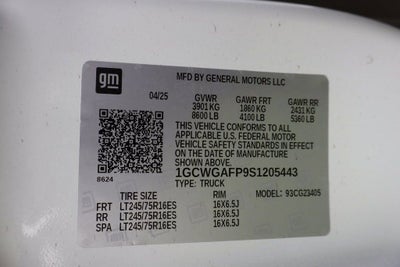 gm
MFD BY GENERAL MOTORS LLC
04/25 GVWR GAWR FRT GAWR RR
3901 KG 1860 KG 2431 KG
8600 LB 4100 LB 5360 LB
THIS VEHICLE CONFORMS TO ALL
APPLICABLE U.S. FEDERAL MOTOR
VEHICLE SAFETY STANDARDS IN
EFFECT ON THE DATE OF
MANUFACTURE SHOWN ABOVE.
8624
1GCWGAFP9S1205443
TYPE: TRUCK MODEL: 93CG23405
TIRE SIZE RIM
FRT LT245/75R16ES 16X6.5J
RR LT245/75R16ES 16X6.5J
SPA LT245/75R16ES 16X6.5J